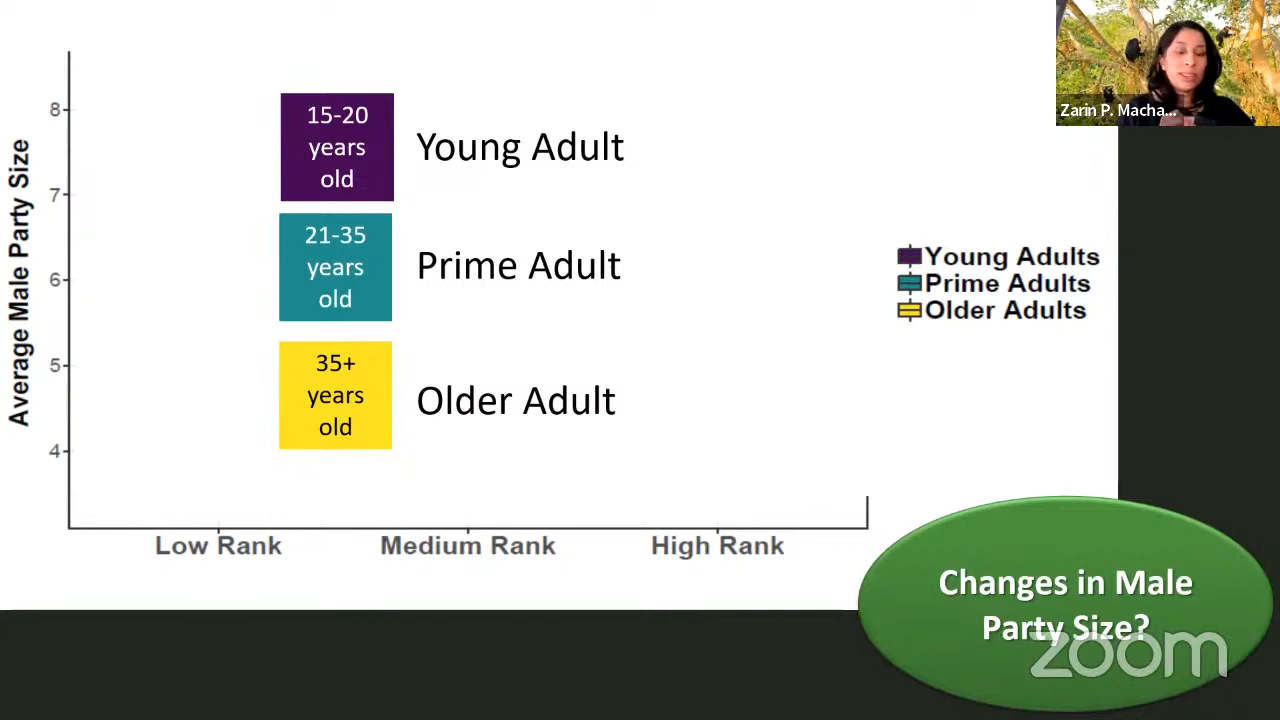 Zarin P. Macha...
8
7
6
5
4
Average Male Party Size
15-20
years
old
Young Adult
21-35
years
old
Prime Adult
35+
years
old
Older Adult
Young Adults
Prime Adults
Older Adults
Low Rank
Medium Rank
High Rank
Changes in Male
Party Size?
zoom